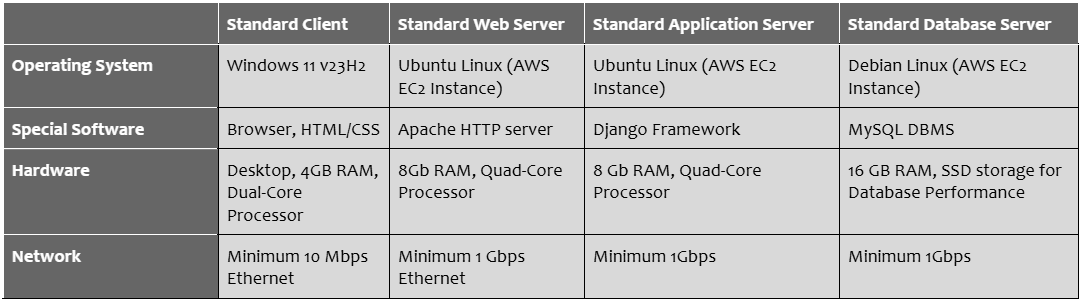 Standard Client
Standard Web Server
Standard Application Server
Standard Database Server
Operating System
Windows 11 v23H2
Ubuntu Linux (AWS
EC2 Instance)
Ubuntu Linux (AWS EC2
Instance)
Debian Linux (AWS EC2
Instance)
Special Software
Browser, HTML/CSS
Apache HTTP server
Django Framework
MySQL DBMS
Hardware
Desktop, 4GB RAM,
Dual-Core
Processor
8Gb RAM, Quad-Core
Processor
8 Gb RAM, Quad-Core
Processor
16 GB RAM, SSD storage for
Database Performance
Network
Minimum 10 Mbps
Ethernet
Minimum 1 Gbps
Ethernet
Minimum 1Gbps
Minimum 1Gbps